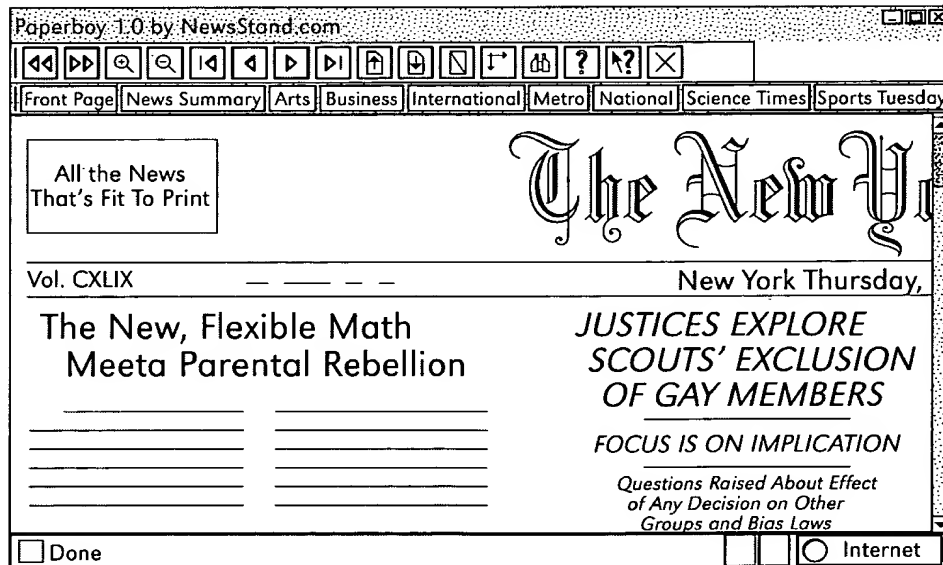 Paperboy 1.0 by NewsStand.com
Front Page News Summary Arts Business International Metro National Science Times Sports Tuesday
All the News
That's Fit To Print
The New Yo
Vol. CXLIX
New York Thursday,
The New, Flexible Math
Meeta Parental Rebellion
JUSTICES EXPLORE
SCOUTS' EXCLUSION
OF GAY MEMBERS
FOCUS IS ON IMPLICATION
Questions Raised About Effect
of Any Decision on Other
Groups and Bias Laws
Done
Internet